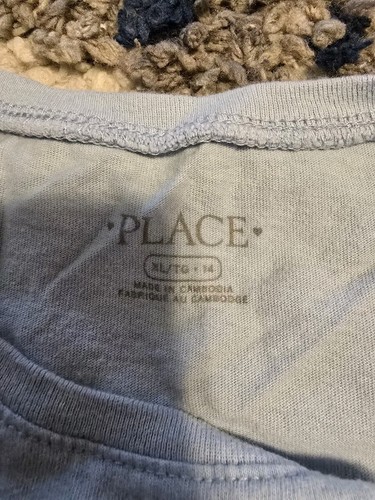 PLACE
XL/TG • 14
MADE IN CAMBODIA
FABRIQUÉ AU CAMBODGE